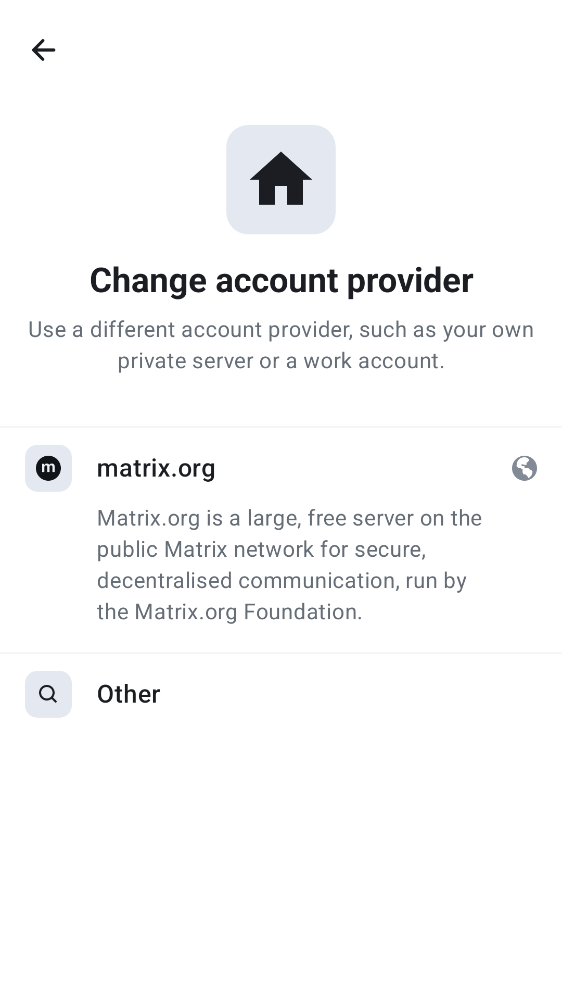 Change account provider
Use a different account provider, such as your own
private server or a work account.
m
matrix.org
Matrix.org is a large, free server on the
public Matrix network for secure,
decentralised communication, run by
the Matrix.org Foundation.
Other